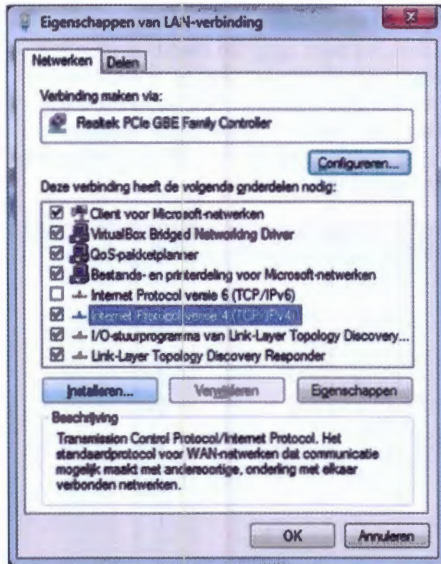 Eigenschappen van LAN-verbinding
Netwerken
Delen
Verbinding maken via:
Realtek PCIe GBE Family Controller
Configureren...
Deze verbinding heeft de volgende onderdelen nodig:
Client voor Microsoft-netwerken
VirtualBox Bridged Networking Driver
QoS-pakketplanner
Bestands- en printerdeling voor Microsoft-netwerken
Internet Protocol versie 6 (TCP/IPv6)
Internet Protocol versie 4 (TCP/IPv4)
I/O-stuurprogramma van Link-Layer Topology Discovery...
Link-Layer Topology Discovery Responder
Installeren...
Verwijderen
Eigenschappen
Beschrijving
Transmission Control Protocol/Internet Protocol. Het
standaardprotocol voor WAN-netwerken dat communicatie
mogelijk maakt met andersoortige, onderling met elkaar
verbonden netwerken.
OK
Annuleren